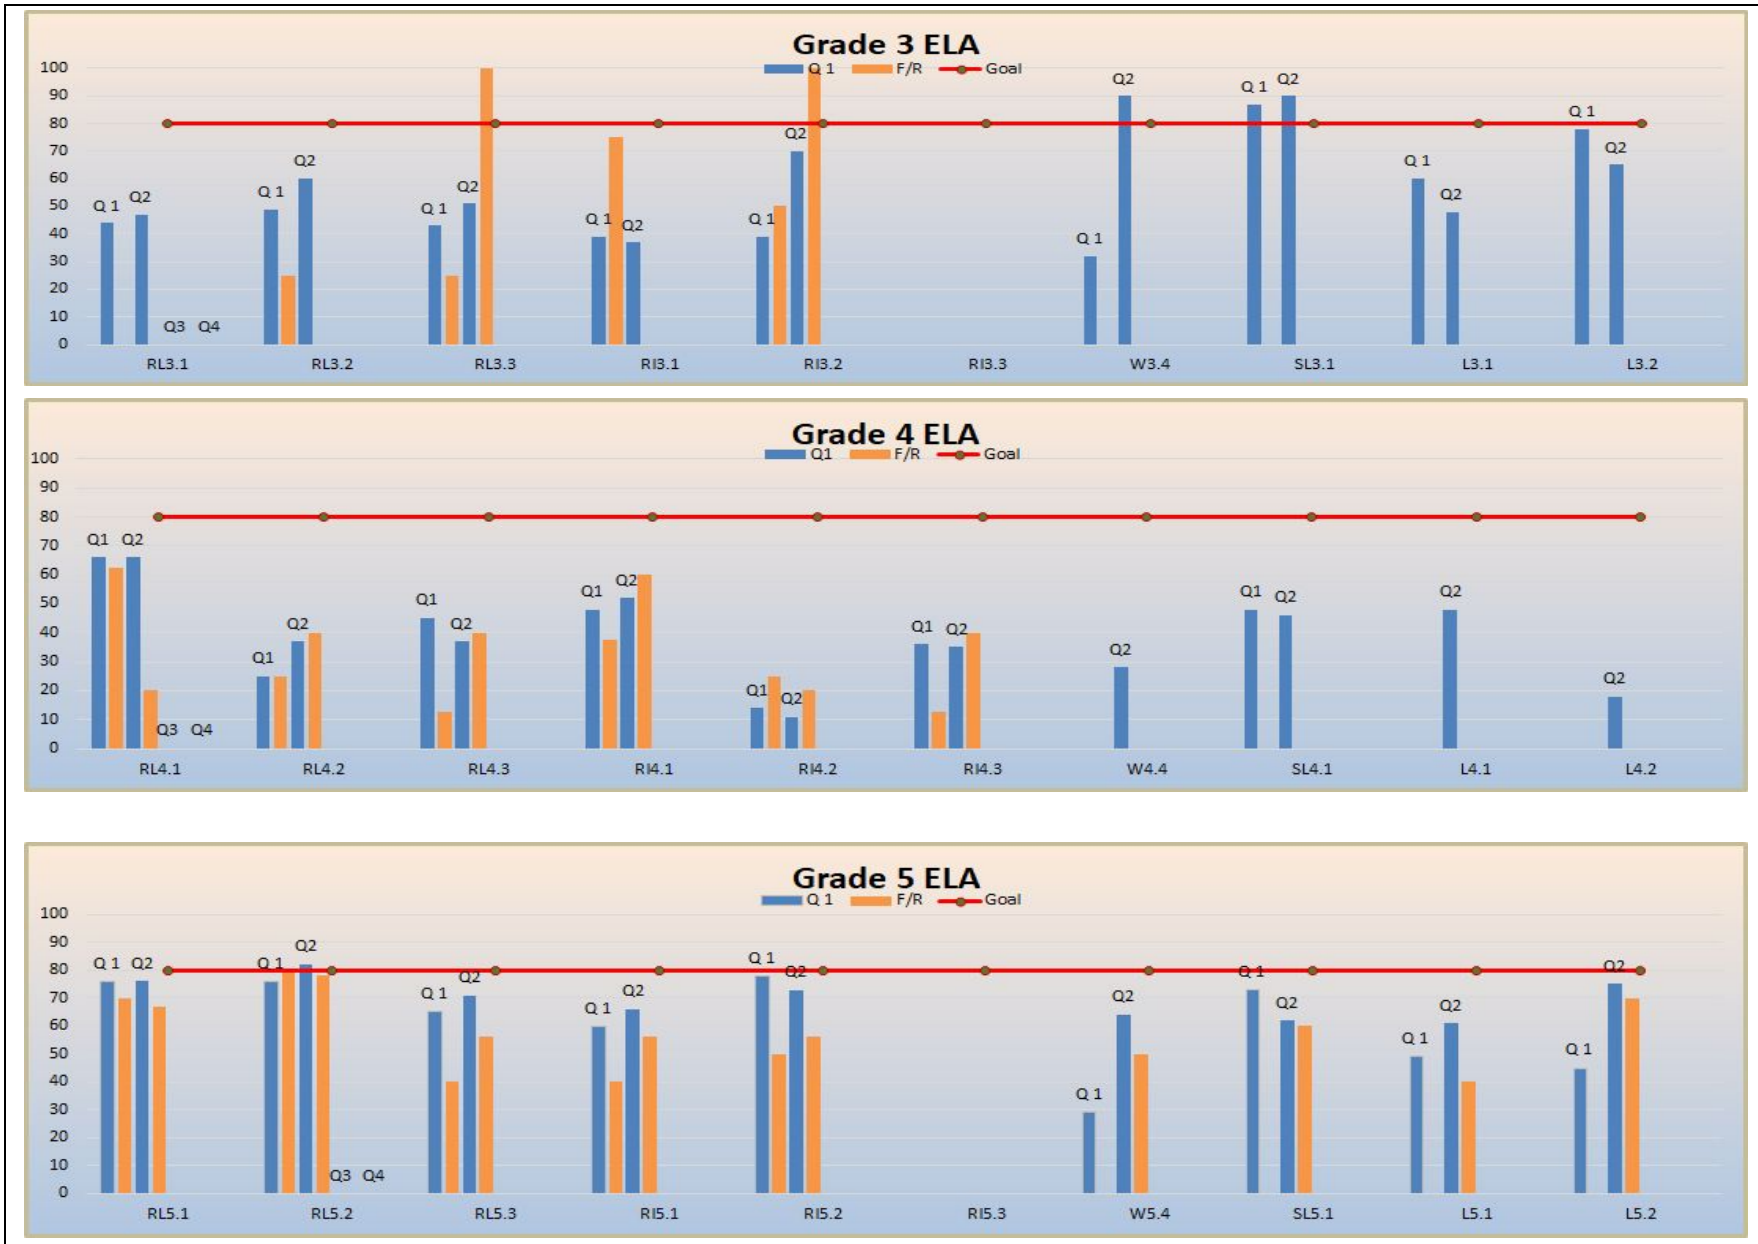 Grade 3 ELA
Q 1 F/R Goal
100
90
80
70
60
50
40
30
20
10
0
Q 1 Q2 Q3 Q4
Q 1 Q2
Q 1 Q2
Q 1 Q2
Q 1 Q2
Q 1 Q2
Q 1 Q2
Q 1 Q2
Q 1 Q2
RL3.1 RL3.2 RL3.3 RI3.1 RI3.2 RI3.3 W3.4 SL3.1 L3.1 L3.2
Grade 4 ELA
Q1 F/R Goal
100
90
80
70
60
50
40
30
20
10
0
Q1 Q2 Q3 Q4
Q1 Q2
Q1 Q2
Q1 Q2
Q1 Q2
Q1 Q2
Q2
Q1 Q2
Q2
Q2
RL4.1 RL4.2 RL4.3 RI4.1 RI4.2 RI4.3 W4.4 SL4.1 L4.1 L4.2
Grade 5 ELA
Q 1 F/R Goal
100
90
80
70
60
50
40
30
20
10
0
Q 1 Q2
Q 1 Q2 Q3 Q4
Q 1 Q2
Q 1 Q2
Q 1 Q2
Q 1 Q2
Q 1 Q2
Q 1 Q2
Q 1 Q2
RL5.1 RL5.2 RL5.3 RI5.1 RI5.2 RI5.3 W5.4 SL5.1 L5.1 L5.2